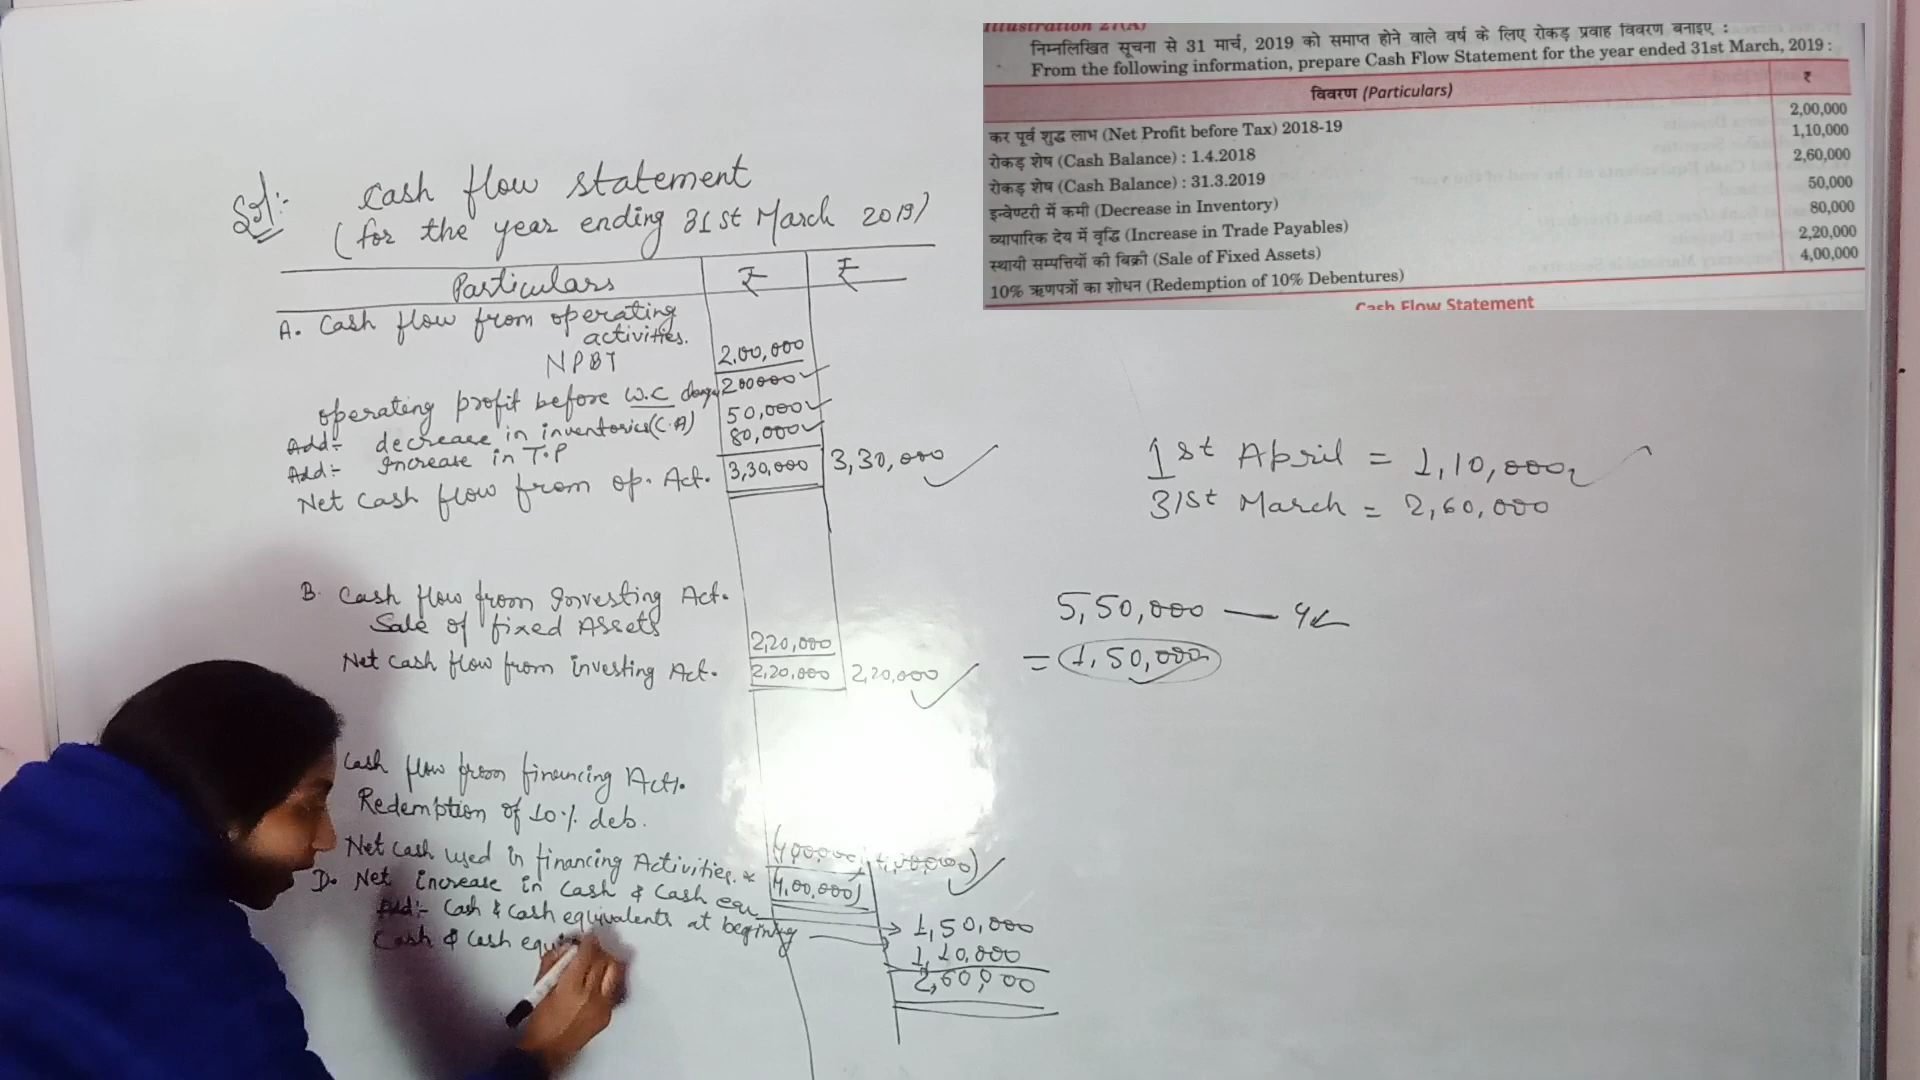 Illustration 27(A)
निम्नलिखित सूचना से 31 मार्च, 2019 को समाप्त होने वाले वर्ष के लिए रोकड़ प्रवाह विवरण बनाइए :
From the following information, prepare Cash Flow Statement for the year ended 31st March, 2019 :
विवरण (Particulars) ₹
कर पूर्व शुद्ध लाभ (Net Profit before Tax) 2018-19 2,00,000
रोकड़ शेष (Cash Balance) : 1.4.2018 1,10,000
रोकड़ शेष (Cash Balance) : 31.3.2019 2,60,000
इन्वेण्टरी में कमी (Decrease in Inventory) 50,000
व्यापारिक देय में वृद्धि (Increase in Trade Payables) 80,000
स्थायी सम्पत्तियों की बिक्री (Sale of Fixed Assets) 2,20,000
10% ऋणपत्रों का शोधन (Redemption of 10% Debentures) 4,00,000
Cash Flow Statement
Sol:-
Cash flow statement
(for the year ending 31st March 2019)
Particulars ₹ ₹
A. Cash flow from operating
activities.
NPBT 2,00,000
operating profit before W.C 200000
Add:- decrease in inventories (C.A) 50,000
Add:- Increase in T.P 80,000
Net cash flow from op. Act. 3,30,000 3,30,000
B. Cash flow from Investing Act.
Sale of fixed Assets 2,20,000
Net cash flow from investing Act. 2,20,000 2,20,000
Cash flow from financing Act.
Redemption of 10% deb.
Net cash used in financing Activities. (4,00,000)
D. Net increase in cash & cash equ 1,50,000
Add:- Cash & cash equivalents at begining 1,10,000
Cash & cash equi 2,60,000
1st April = 1,10,000
31st March = 2,60,000
5,50,000 — 4L
= 1,50,000